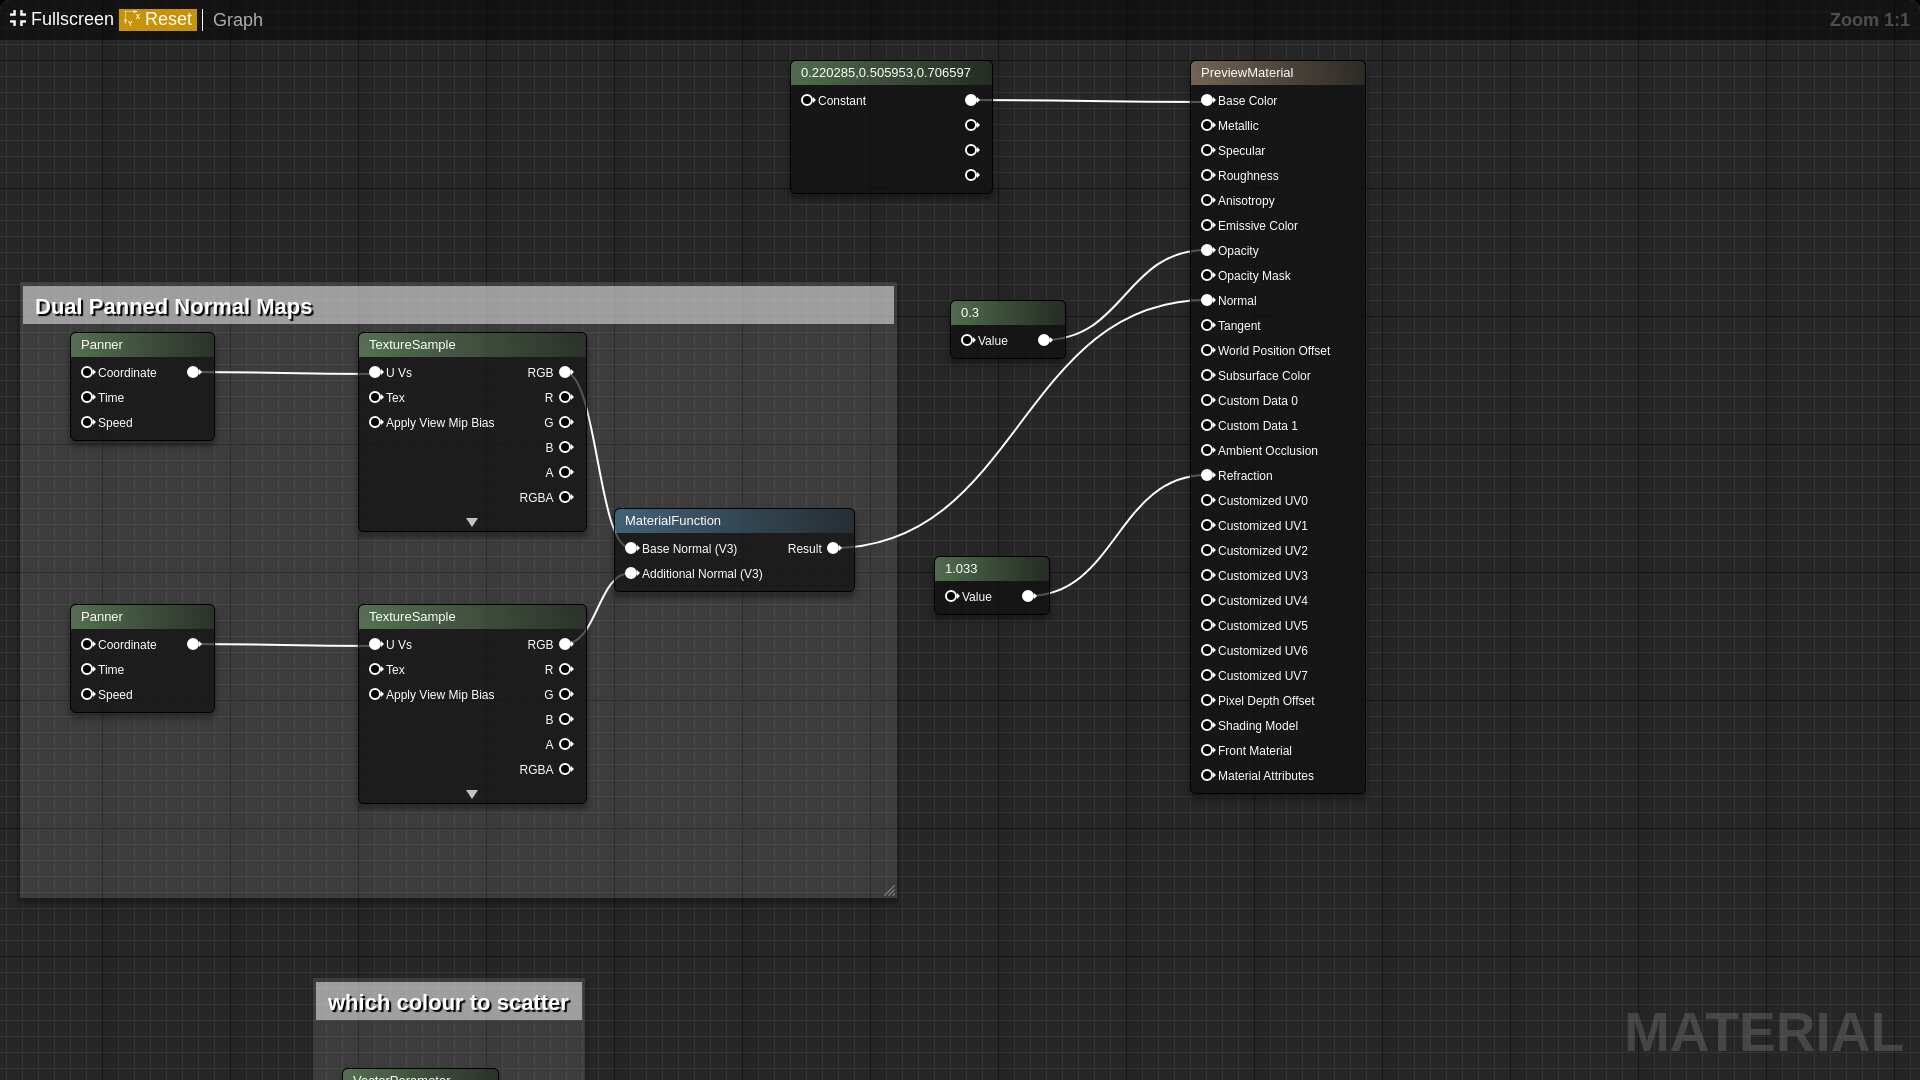 Fullscreen Reset Graph
Zoom 1:1
0.220285,0.505953,0.706597
Constant
PreviewMaterial
Base Color
Metallic
Specular
Roughness
Anisotropy
Emissive Color
Opacity
Opacity Mask
Normal
Tangent
World Position Offset
Subsurface Color
Custom Data 0
Custom Data 1
Ambient Occlusion
Refraction
Customized UV0
Customized UV1
Customized UV2
Customized UV3
Customized UV4
Customized UV5
Customized UV6
Customized UV7
Pixel Depth Offset
Shading Model
Front Material
Material Attributes
0.3
Value
1.033
Value
Dual Panned Normal Maps
Panner
Coordinate
Time
Speed
TextureSample
U Vs RGB
Tex R
Apply View Mip Bias G
B
A
RGBA
MaterialFunction
Base Normal (V3) Result
Additional Normal (V3)
Panner
Coordinate
Time
Speed
TextureSample
U Vs RGB
Tex R
Apply View Mip Bias G
B
A
RGBA
which colour to scatter
VectorParameter
MATERIAL